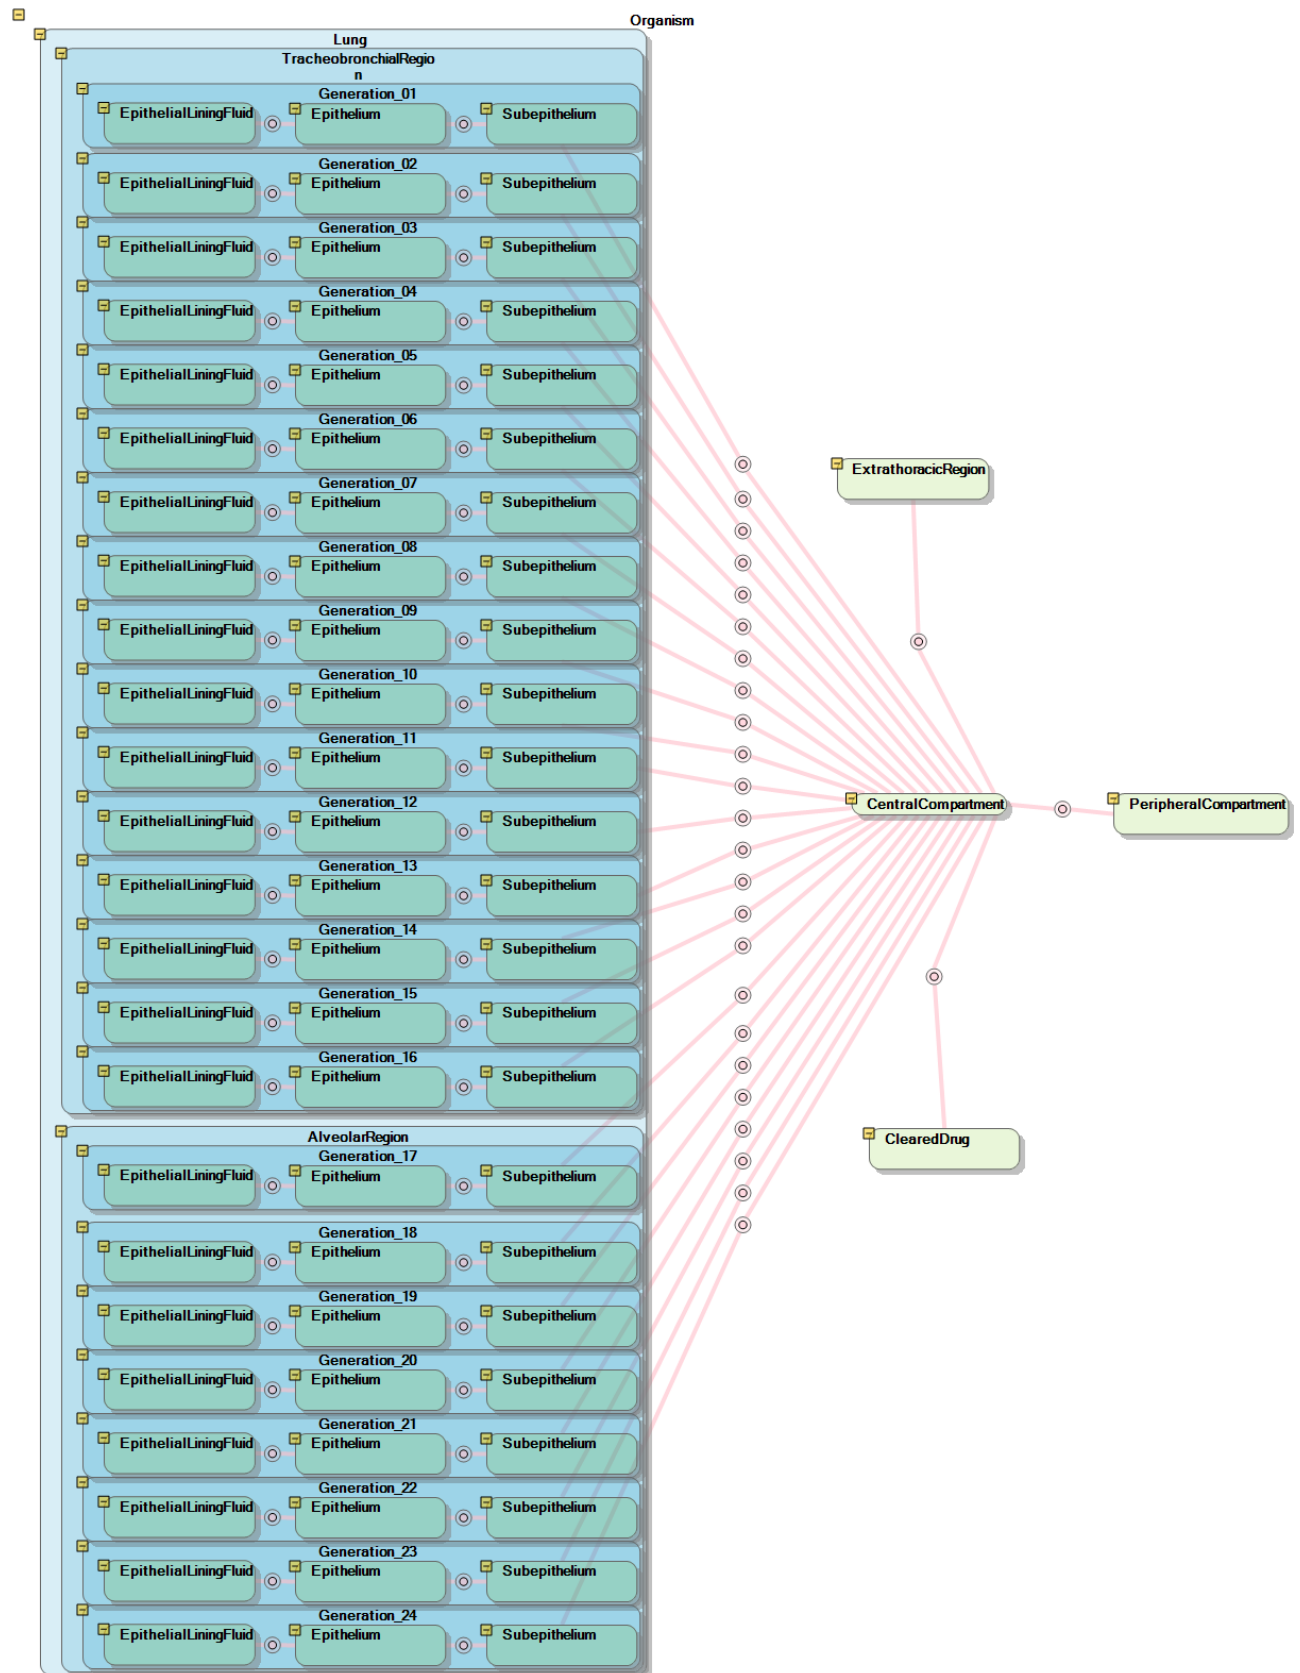 Organism
Lung
TracheobronchialRegio
n
Generation_01
EpithelialLiningFluid Epithelium Subepithelium
Generation_02
EpithelialLiningFluid Epithelium Subepithelium
Generation_03
EpithelialLiningFluid Epithelium Subepithelium
Generation_04
EpithelialLiningFluid Epithelium Subepithelium
Generation_05
EpithelialLiningFluid Epithelium Subepithelium
Generation_06
EpithelialLiningFluid Epithelium Subepithelium
Generation_07
EpithelialLiningFluid Epithelium Subepithelium
Generation_08
EpithelialLiningFluid Epithelium Subepithelium
Generation_09
EpithelialLiningFluid Epithelium Subepithelium
Generation_10
EpithelialLiningFluid Epithelium Subepithelium
Generation_11
EpithelialLiningFluid Epithelium Subepithelium
Generation_12
EpithelialLiningFluid Epithelium Subepithelium
Generation_13
EpithelialLiningFluid Epithelium Subepithelium
Generation_14
EpithelialLiningFluid Epithelium Subepithelium
Generation_15
EpithelialLiningFluid Epithelium Subepithelium
Generation_16
EpithelialLiningFluid Epithelium Subepithelium
AlveolarRegion
Generation_17
EpithelialLiningFluid Epithelium Subepithelium
Generation_18
EpithelialLiningFluid Epithelium Subepithelium
Generation_19
EpithelialLiningFluid Epithelium Subepithelium
Generation_20
EpithelialLiningFluid Epithelium Subepithelium
Generation_21
EpithelialLiningFluid Epithelium Subepithelium
Generation_22
EpithelialLiningFluid Epithelium Subepithelium
Generation_23
EpithelialLiningFluid Epithelium Subepithelium
Generation_24
EpithelialLiningFluid Epithelium Subepithelium
ExtrathoracicRegion
CentralCompartment
PeripheralCompartment
ClearedDrug